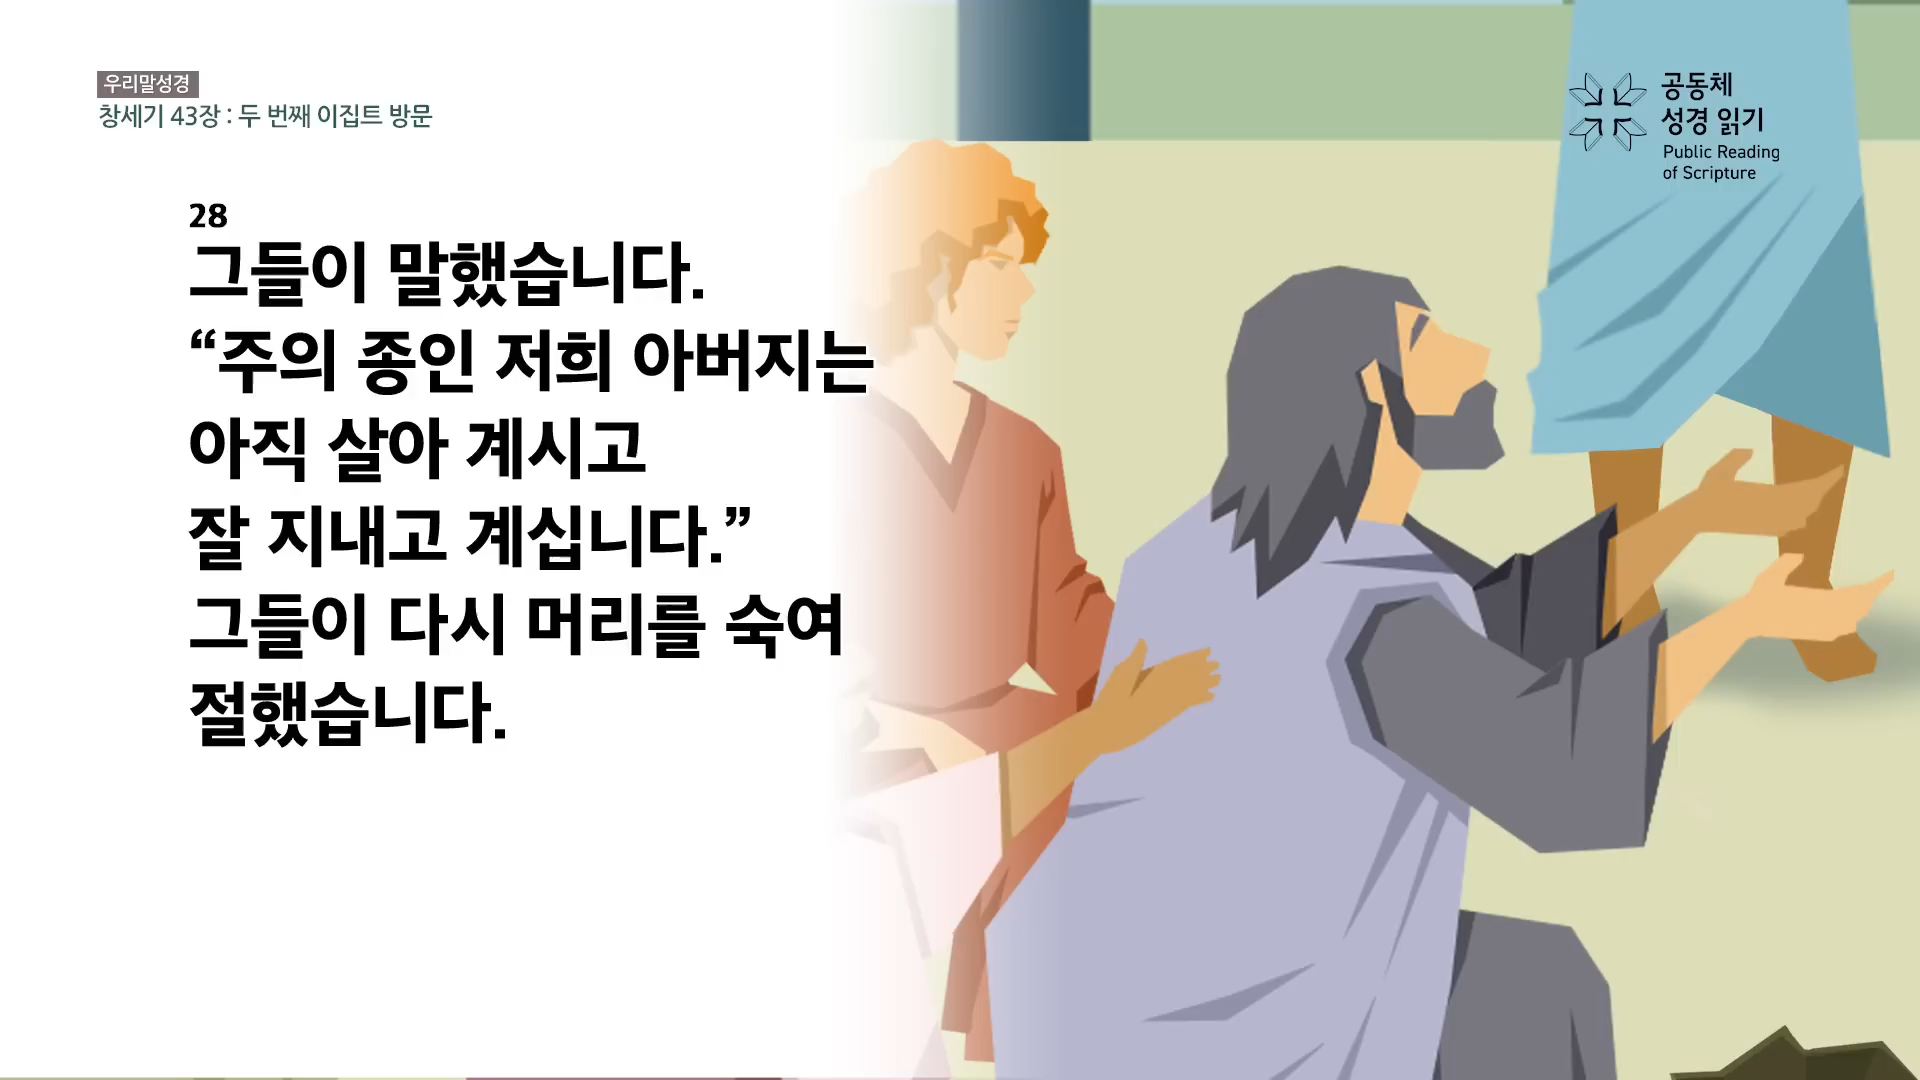 우리말성경
창세기 43장 : 두 번째 이집트 방문
공동체
성경 읽기
Public Reading
of Scripture
28
그들이 말했습니다.
“주의 종인 저희 아버지는
아직 살아 계시고
잘 지내고 계십니다.”
그들이 다시 머리를 숙여
절했습니다.